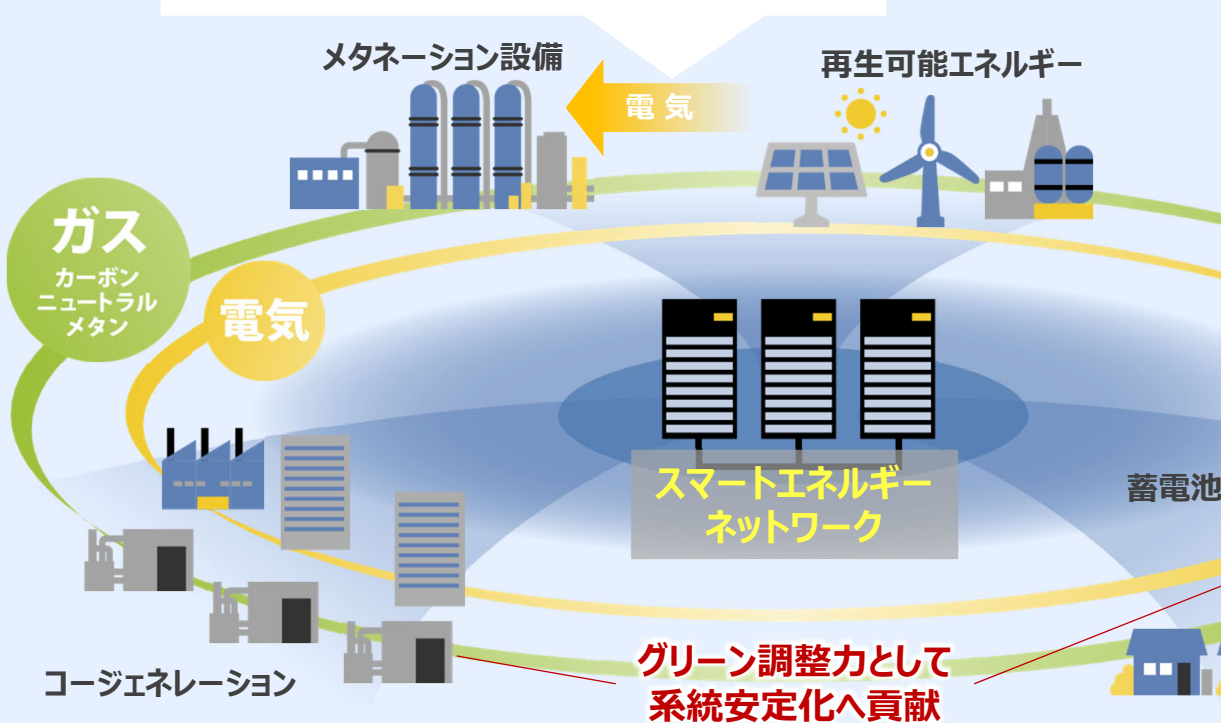 メタネーション設備
再生可能エネルギー
電 気
ガス
カーボン
ニュートラル
メタン
電気
スマートエネルギー
ネットワーク
蓄電池
グリーン調整力として
系統安定化へ貢献
コージェネレーション